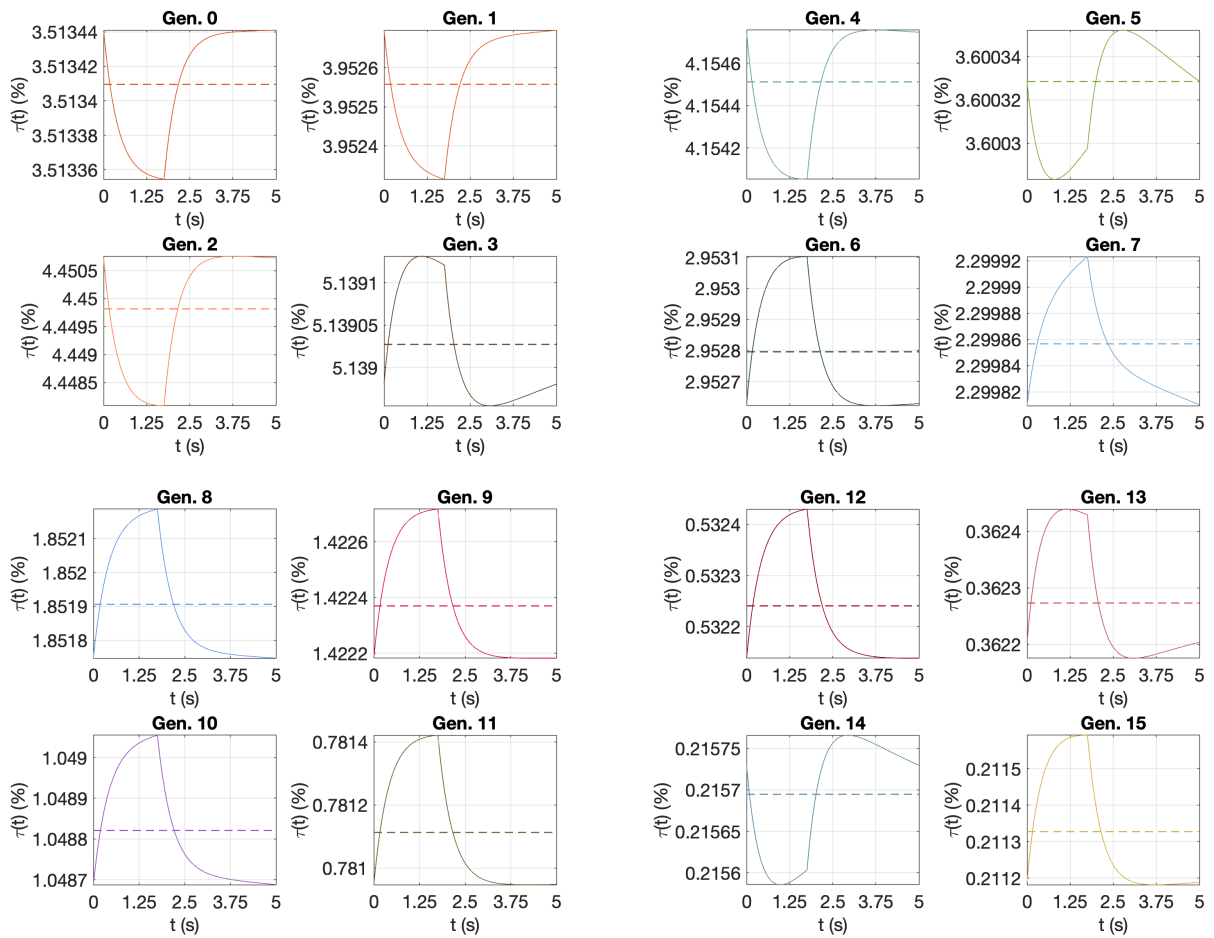 Gen. 0
τ(t) (%)
3.51344
3.51342
3.5134
3.51338
3.51336
0 1.25 2.5 3.75 5
t (s)
Gen. 1
τ(t) (%)
3.9526
3.9525
3.9524
0 1.25 2.5 3.75 5
t (s)
Gen. 4
τ(t) (%)
4.1546
4.1544
4.1542
0 1.25 2.5 3.75 5
t (s)
Gen. 5
τ(t) (%)
3.60034
3.60032
3.6003
0 1.25 2.5 3.75 5
t (s)
Gen. 2
τ(t) (%)
4.4505
4.45
4.4495
4.449
4.4485
0 1.25 2.5 3.75 5
t (s)
Gen. 3
τ(t) (%)
5.1391
5.13905
5.139
0 1.25 2.5 3.75 5
t (s)
Gen. 6
τ(t) (%)
2.9531
2.953
2.9529
2.9528
2.9527
0 1.25 2.5 3.75 5
t (s)
Gen. 7
τ(t) (%)
2.29992
2.2999
2.29988
2.29986
2.29984
2.29982
0 1.25 2.5 3.75 5
t (s)
Gen. 8
τ(t) (%)
1.8521
1.852
1.8519
1.8518
0 1.25 2.5 3.75 5
t (s)
Gen. 9
τ(t) (%)
1.4226
1.4224
1.4222
0 1.25 2.5 3.75 5
t (s)
Gen. 12
τ(t) (%)
0.5324
0.5323
0.5322
0 1.25 2.5 3.75 5
t (s)
Gen. 13
τ(t) (%)
0.3624
0.3623
0.3622
0 1.25 2.5 3.75 5
t (s)
Gen. 10
τ(t) (%)
1.049
1.0489
1.0488
1.0487
0 1.25 2.5 3.75 5
t (s)
Gen. 11
τ(t) (%)
0.7814
0.7812
0.781
0 1.25 2.5 3.75 5
t (s)
Gen. 14
τ(t) (%)
0.21575
0.2157
0.21565
0.2156
0 1.25 2.5 3.75 5
t (s)
Gen. 15
τ(t) (%)
0.2115
0.2114
0.2113
0.2112
0 1.25 2.5 3.75 5
t (s)